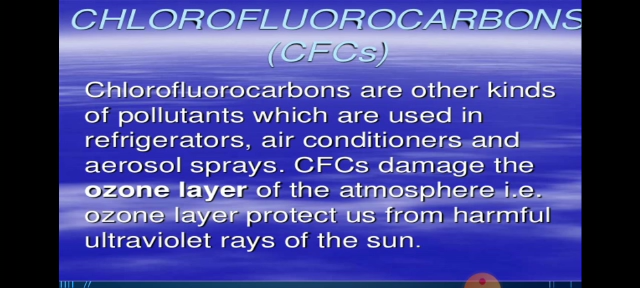 CHLOROFLUOROCARBONS
(CFCs)
Chlorofluorocarbons are other kinds
of pollutants which are used in
refrigerators, air conditioners and
aerosol sprays. CFCs damage the
ozone layer of the atmosphere i.e.
ozone layer protect us from harmful
ultraviolet rays of the sun.